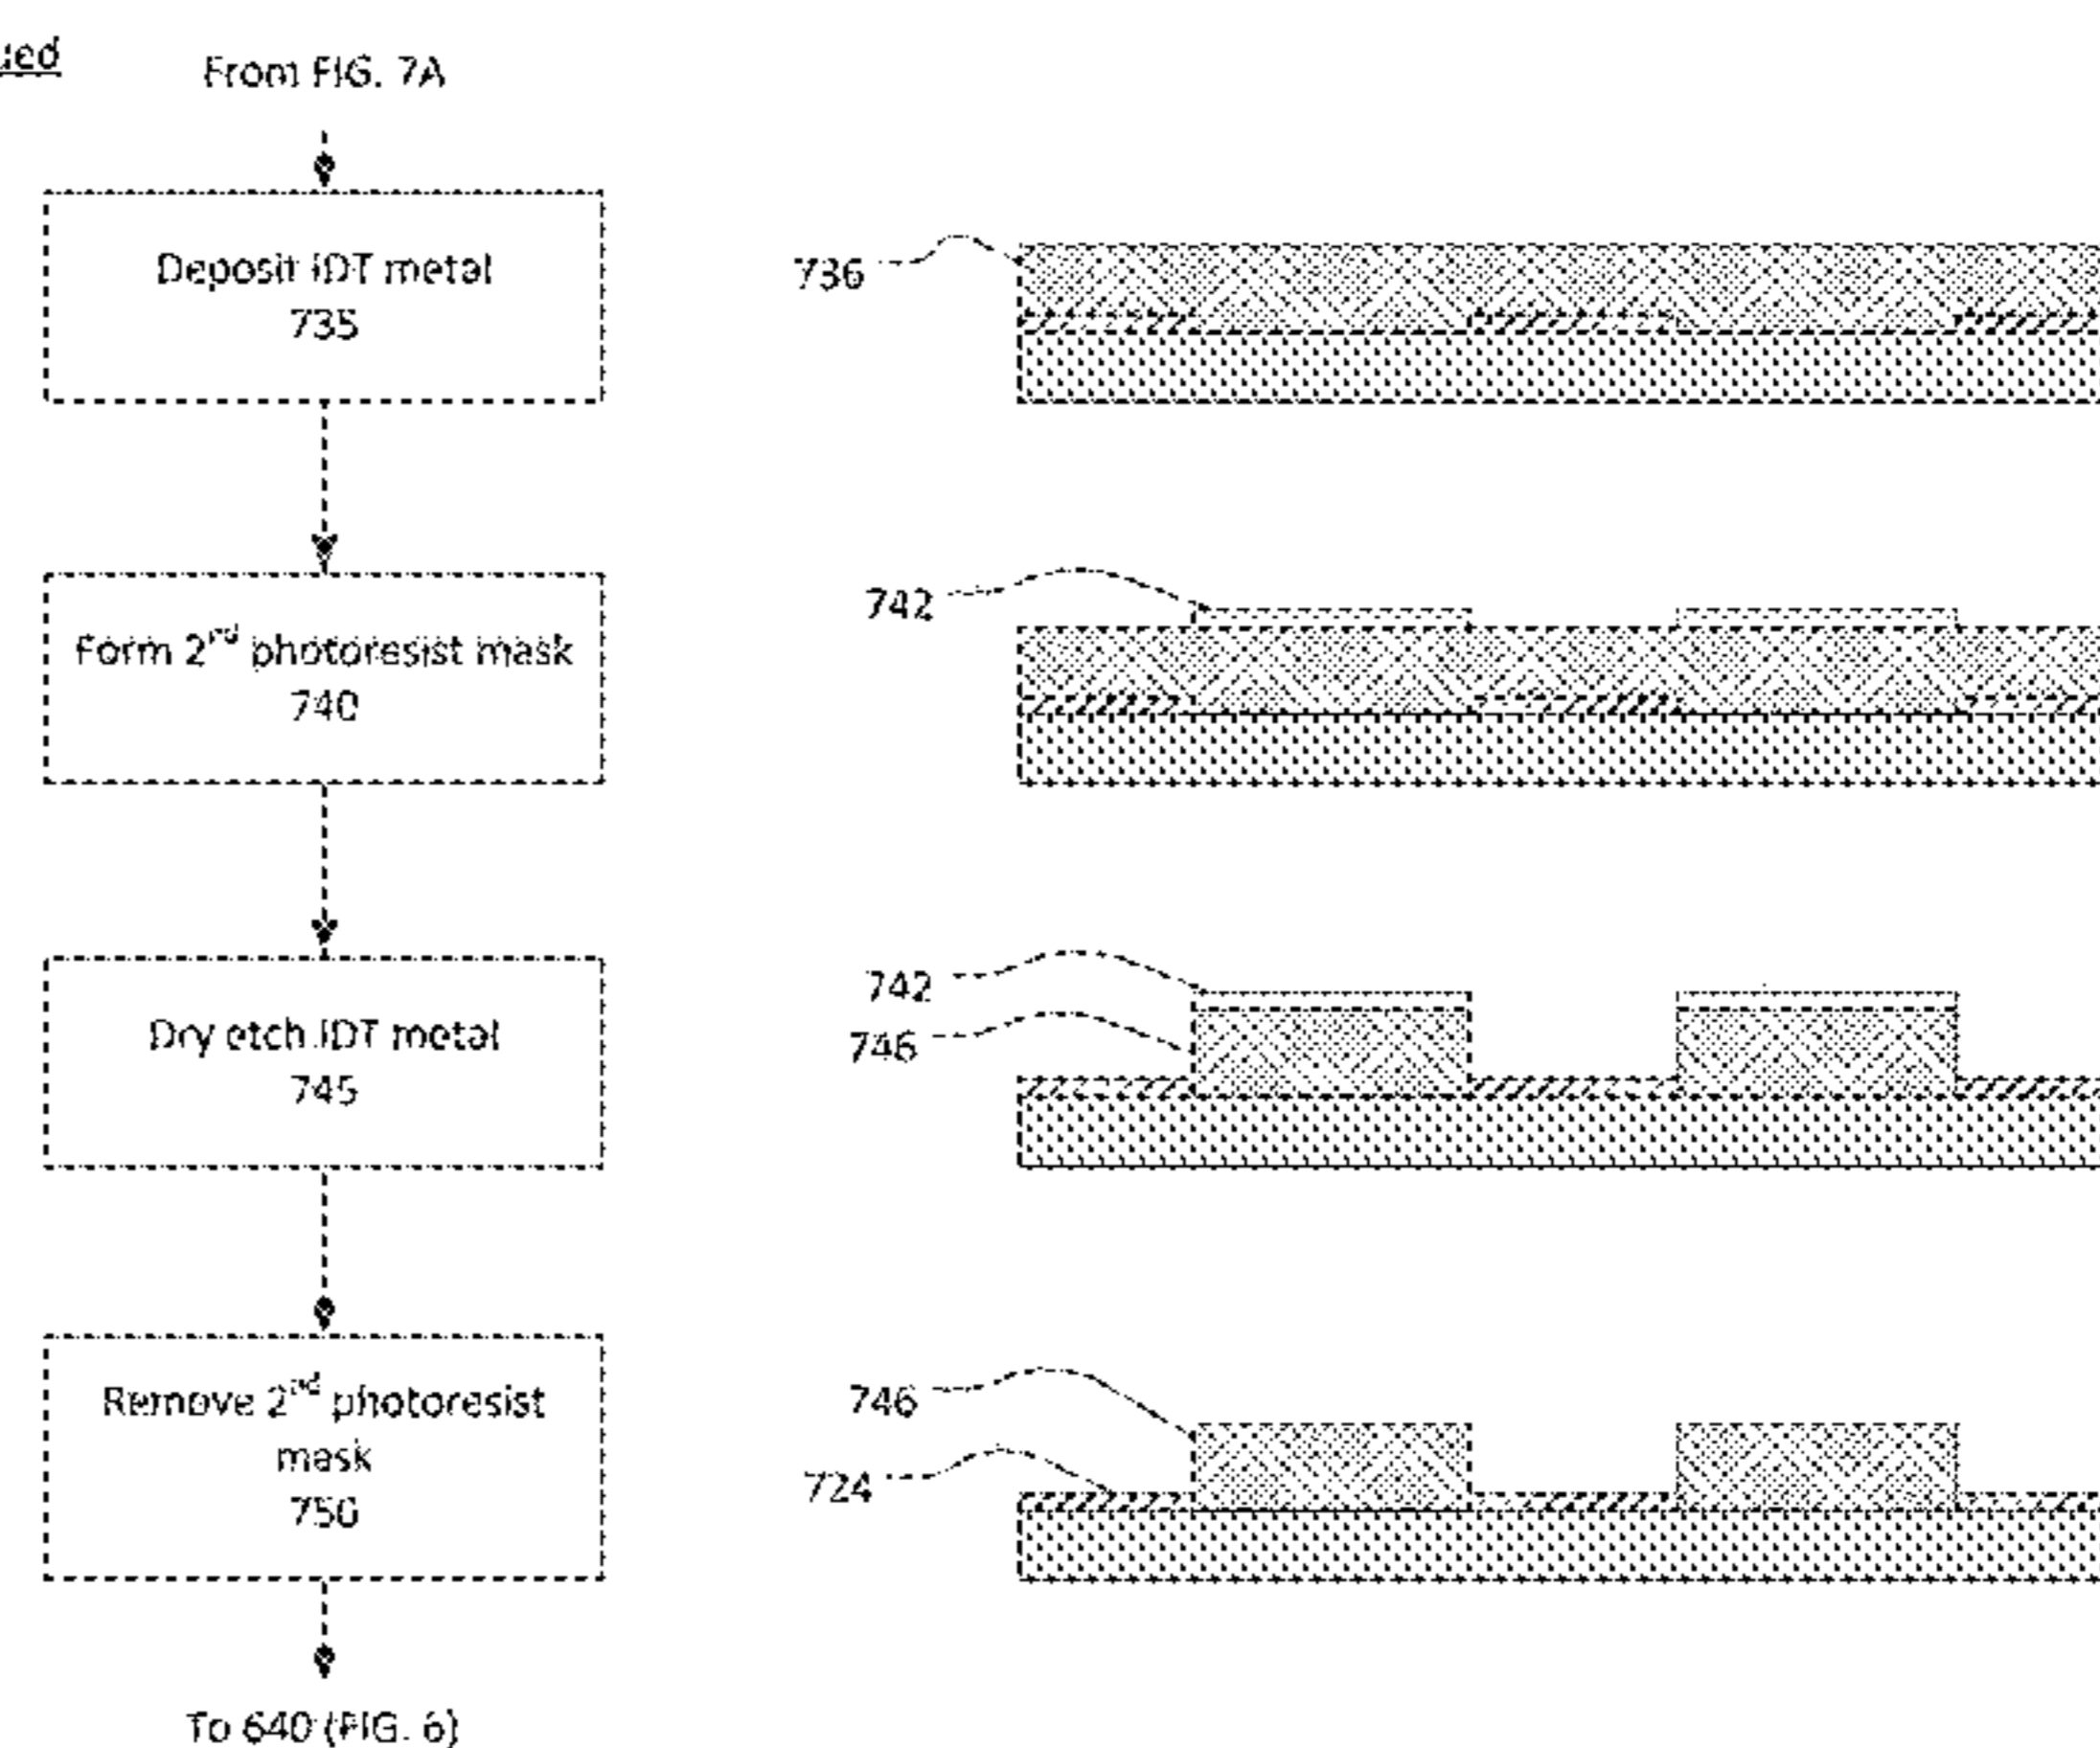 From FIG. 7A
Deposit IDT metal
735
736
Form 2nd photoresist mask
740
742
Dry etch IDT metal
745
742
746
Remove 2nd photoresist
mask
750
746
724
To 640 (FIG. 6)